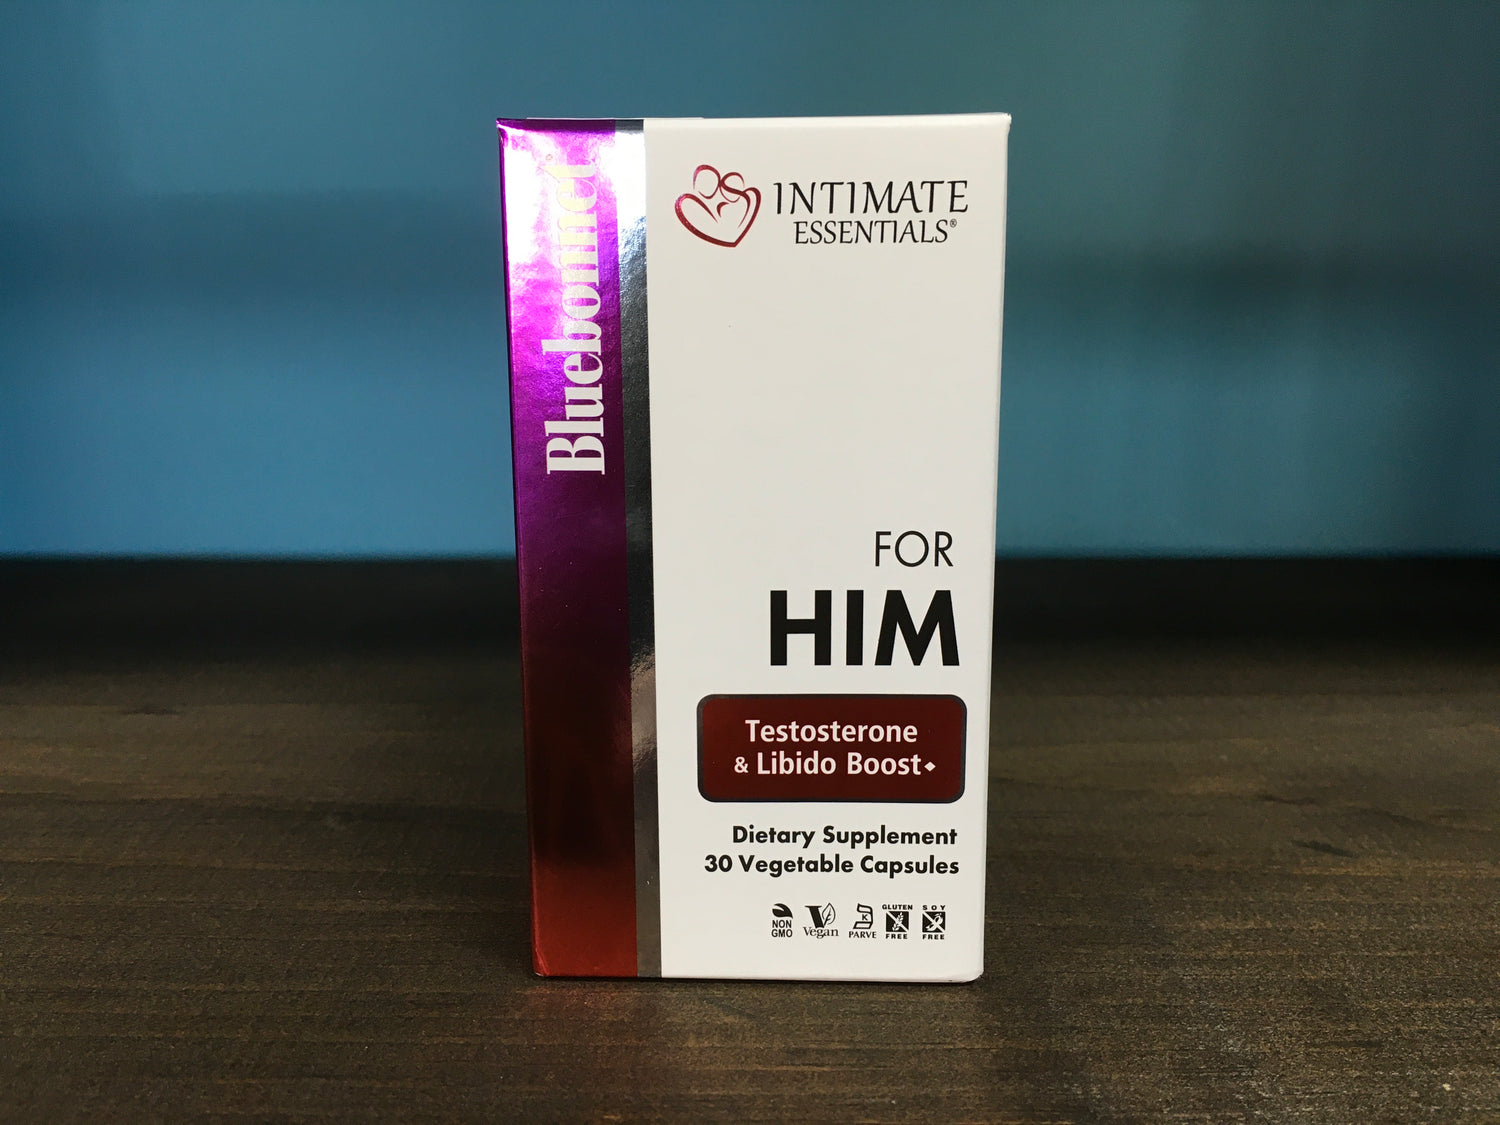 Bluebonnet®
INTIMATE
ESSENTIALS®
FOR
HIM
Testosterone
& Libido Boost◆
Dietary Supplement
30 Vegetable Capsules
NON
GMO
V
Vegan
K
PARVE
GLUTEN
FREE
SOY
FREE